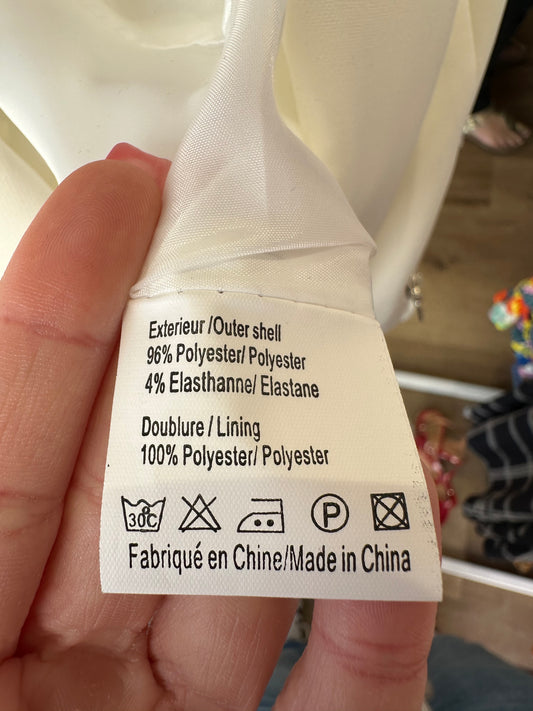 Exterieur/Outer shell
96% Polyester/ Polyester
4% Elasthanne/ Elastane
Doublure / Lining
100% Polyester/ Polyester
30C P
Fabriqué en Chine/Made in China